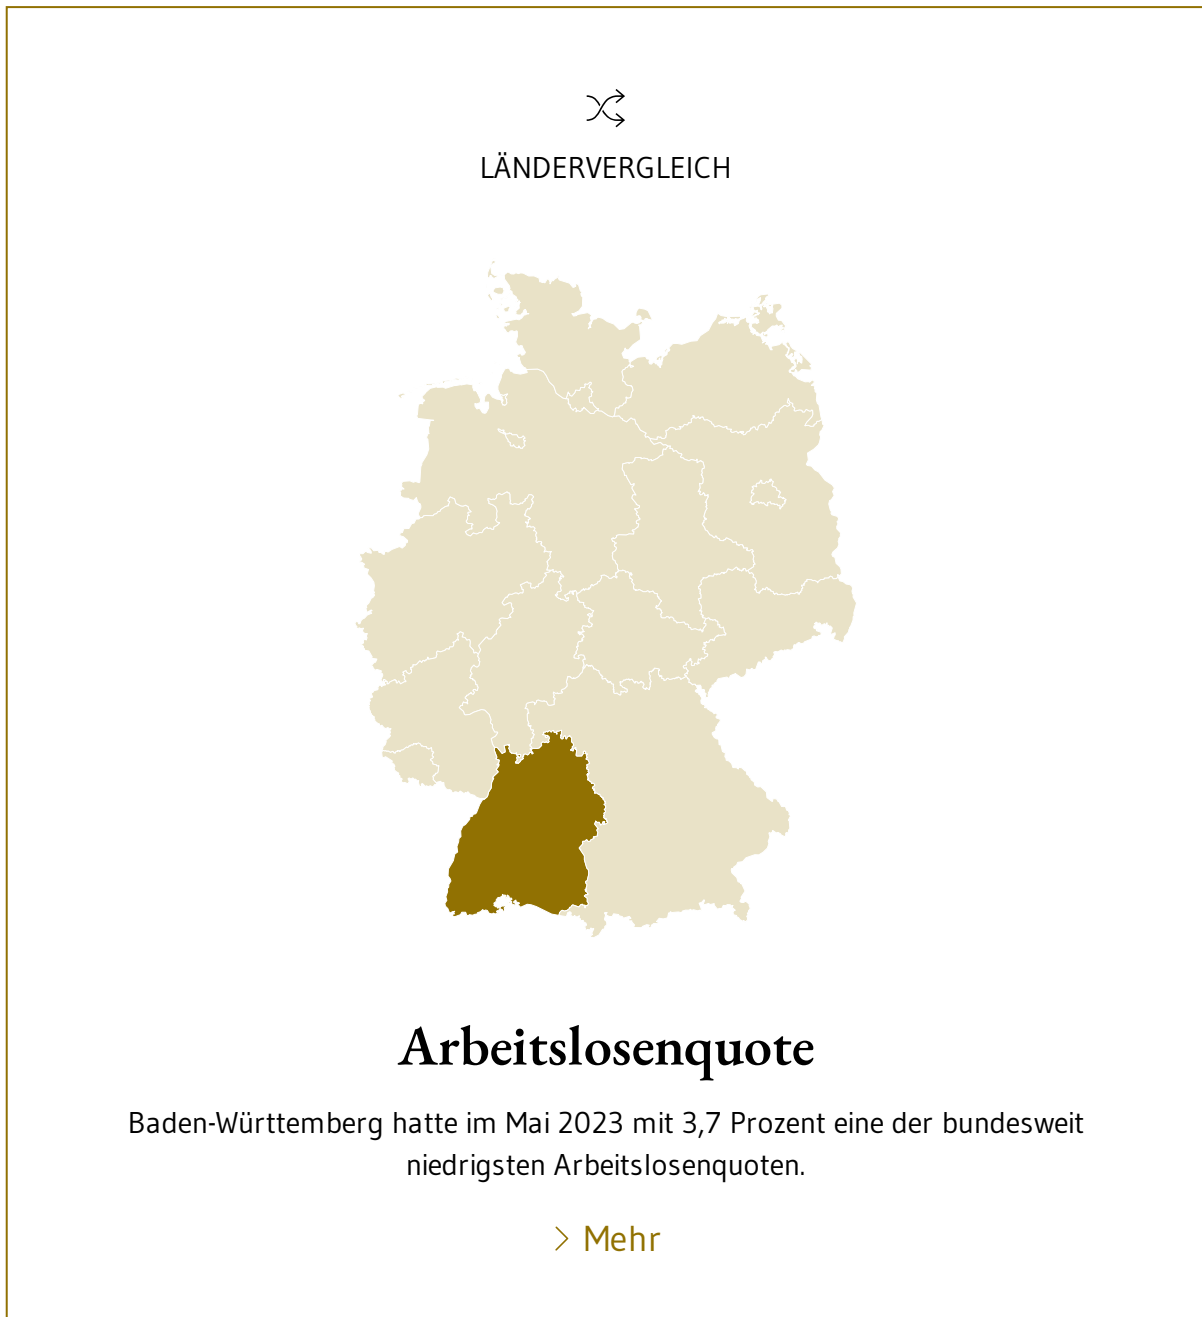 LÄNDERVERGLEICH
Arbeitslosenquote
Baden-Württemberg hatte im Mai 2023 mit 3,7 Prozent eine der bundesweit
niedrigsten Arbeitslosenquoten.
Mehr